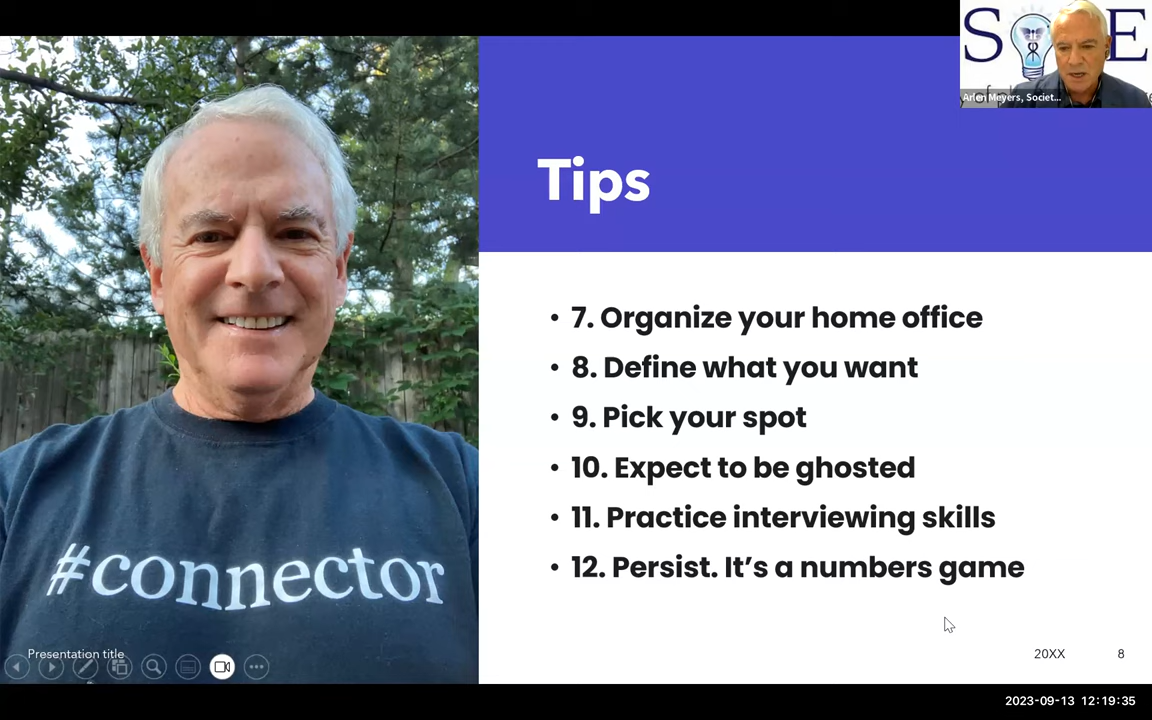 S E
Arlen Meyers, Societ...
Tips
• 7. Organize your home office
• 8. Define what you want
• 9. Pick your spot
• 10. Expect to be ghosted
• 11. Practice interviewing skills
• 12. Persist. It’s a numbers game
#connector
Presentation title
20XX
8
2023-09-13 12:19:35